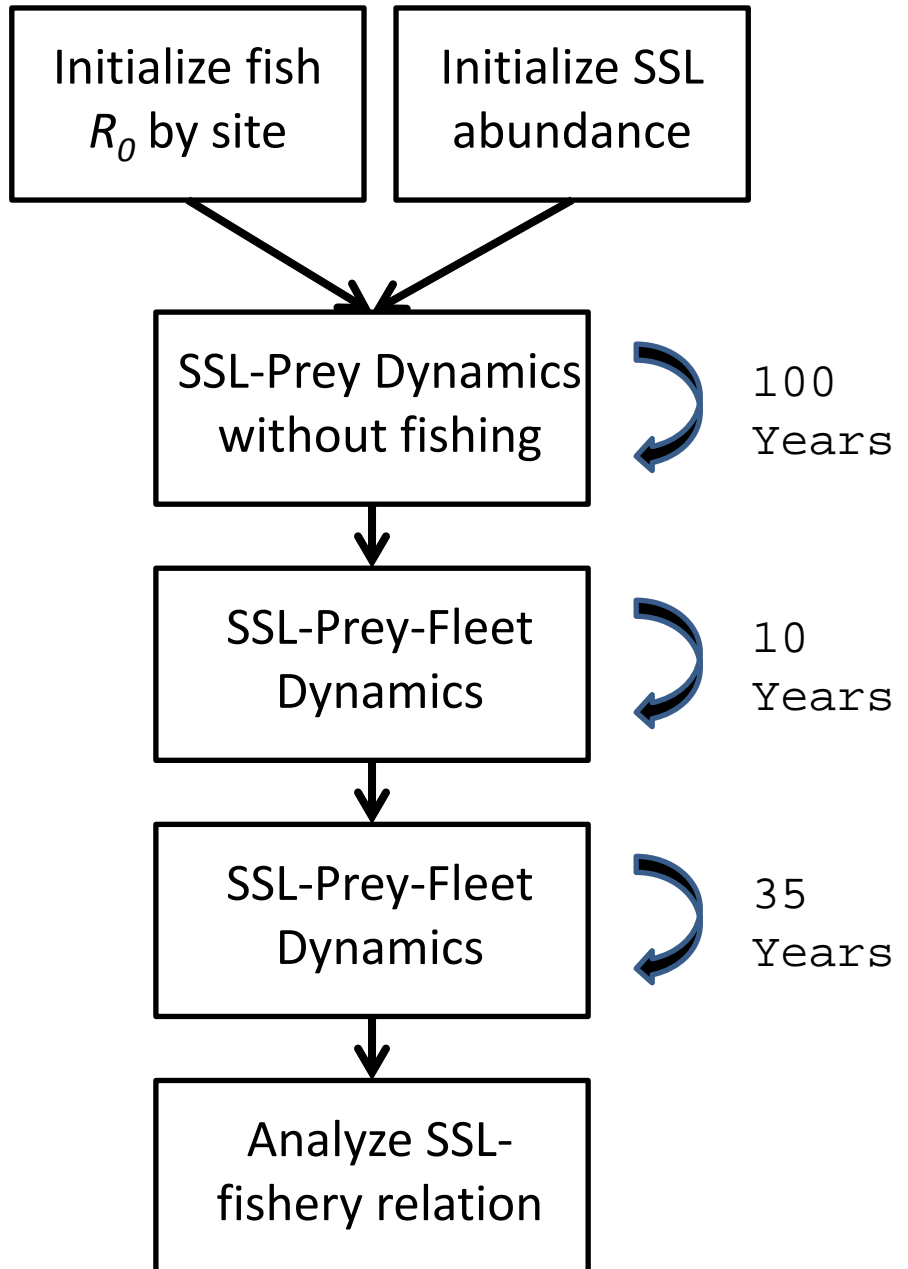 Initialize fish
R0 by site
Initialize SSL
abundance
SSL-Prey Dynamics
without fishing
100
Years
SSL-Prey-Fleet
Dynamics
10
Years
SSL-Prey-Fleet
Dynamics
35
Years
Analyze SSL-
fishery relation